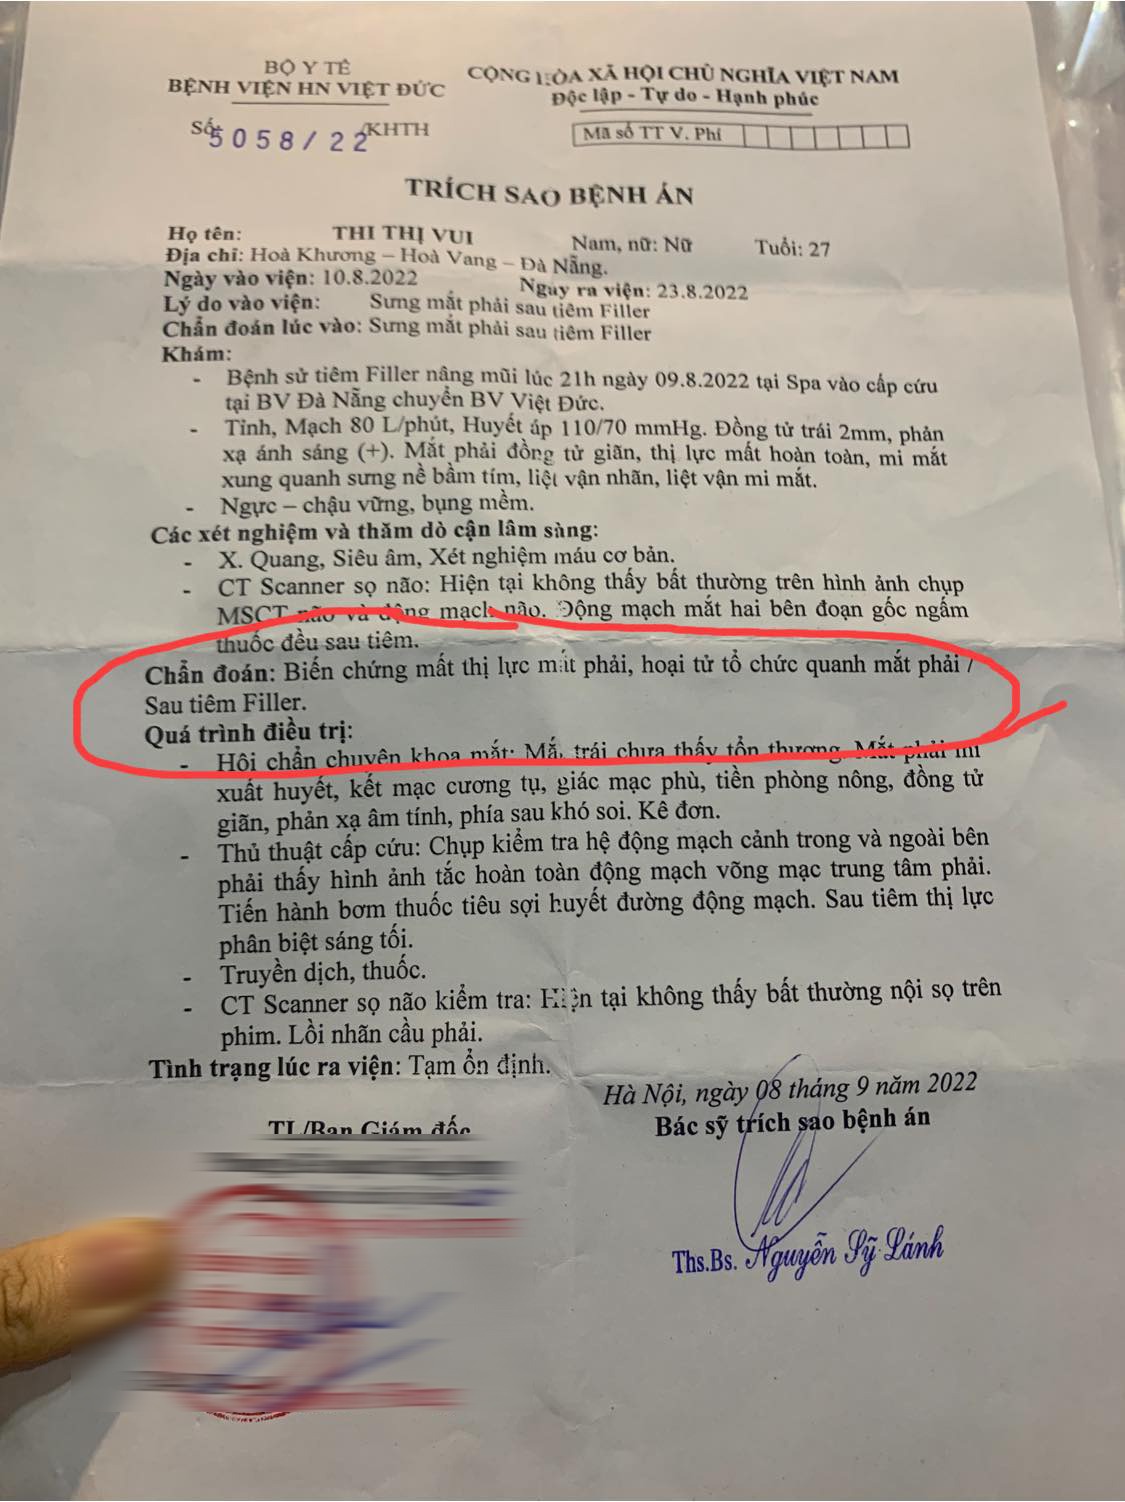 BỘ Y TẾ
BỆNH VIỆN HN VIỆT ĐỨC
Số: 5058/22 /KHTH
CỘNG HÒA XÃ HỘI CHỦ NGHĨA VIỆT NAM
Độc lập - Tự do - Hạnh phúc
Mã số TT V. Phí
TRÍCH SAO BỆNH ÁN
Họ tên: THI THỊ VUI Nam, nữ: Nữ Tuổi: 27
Địa chỉ: Hoà Khương – Hoà Vang – Đà Nẵng.
Ngày vào viện: 10.8.2022 Ngày ra viện: 23.8.2022
Lý do vào viện: Sưng mắt phải sau tiêm Filler
Chẩn đoán lúc vào: Sưng mắt phải sau tiêm Filler
Khám:
- Bệnh sử tiêm Filler nâng mũi lúc 21h ngày 09.8.2022 tại Spa vào cấp cứu
tại BV Đà Nẵng chuyển BV Việt Đức.
- Tỉnh, Mạch 80 L/phút, Huyết áp 110/70 mmHg. Đồng tử trái 2mm, phản
xạ ánh sáng (+). Mắt phải đồng tử giãn, thị lực mất hoàn toàn, mi mắt
xung quanh sưng nề bầm tím, liệt vận nhãn, liệt vận mi mắt.
- Ngực – chậu vững, bụng mềm.
Các xét nghiệm và thăm dò cận lâm sàng:
- X. Quang, Siêu âm, Xét nghiệm máu cơ bản.
- CT Scanner sọ não: Hiện tại không thấy bất thường trên hình ảnh chụp
MSCT não và động mạch não. Động mạch mắt hai bên đoạn gốc ngấm
thuốc đều sau tiêm.
Chẩn đoán: Biến chứng mất thị lực mắt phải, hoại tử tổ chức quanh mắt phải /
Sau tiêm Filler.
Quá trình điều trị:
- Hội chẩn chuyên khoa mắt: Mắt trái chưa thấy tổn thương. Mắt phải mi
xuất huyết, kết mạc cương tụ, giác mạc phù, tiền phòng nông, đồng tử
giãn, phản xạ âm tính, phía sau khó soi. Kê đơn.
- Thủ thuật cấp cứu: Chụp kiểm tra hệ động mạch cảnh trong và ngoài bên
phải thấy hình ảnh tắc hoàn toàn động mạch võng mạc trung tâm phải.
Tiến hành bơm thuốc tiêu sợi huyết đường động mạch. Sau tiêm thị lực
phân biệt sáng tối.
- Truyền dịch, thuốc.
- CT Scanner sọ não kiểm tra: Hiện tại không thấy bất thường nội sọ trên
phim. Lồi nhãn cầu phải.
Tình trạng lúc ra viện: Tạm ổn định.
Hà Nội, ngày 08 tháng 9 năm 2022
TL/Ban Giám đốc
Bác sỹ trích sao bệnh án
Ths.Bs. Nguyễn Sỹ Lánh